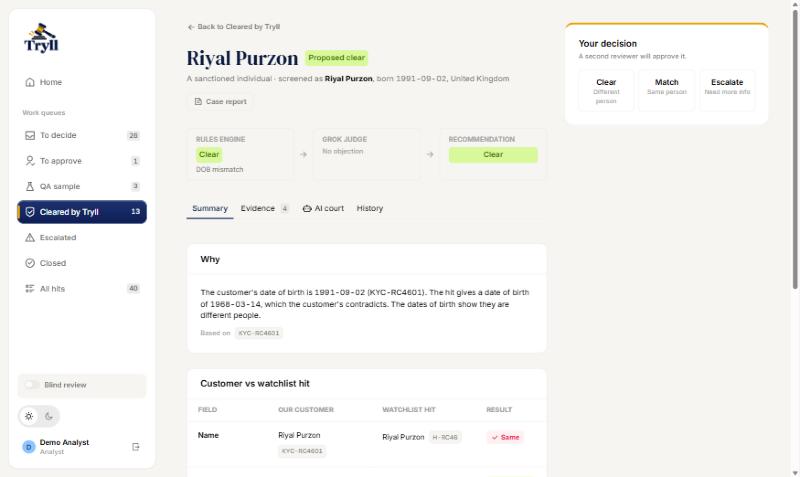 Tryll
Home
Work queues
To decide 26
To approve 1
QA sample 3
Cleared by Tryll 13
Escalated
Closed
All hits 40
Blind review
D
Demo Analyst
Analyst
Back to Cleared by Tryll
Riyal Purzon Proposed clear
A sanctioned individual · screened as Riyal Purzon, born 1991-09-02, United Kingdom
Case report
RULES ENGINE
Clear
DOB mismatch
GROK JUDGE
No objection
RECOMMENDATION
Clear
Summary Evidence 4 AI court History
Why
The customer's date of birth is 1991-09-02 (KYC-RC4601). The hit gives a date of birth
of 1968-03-14, which the customer's contradicts. The dates of birth show they are
different people.
Based on KYC-RC4601
Customer vs watchlist hit
FIELD OUR CUSTOMER WATCHLIST HIT RESULT
Name Riyal Purzon Riyal Purzon H-RC46 Same
KYC-RC4601
Your decision
A second reviewer will approve it.
Clear
Different
person
Match
Same person
Escalate
Need more info